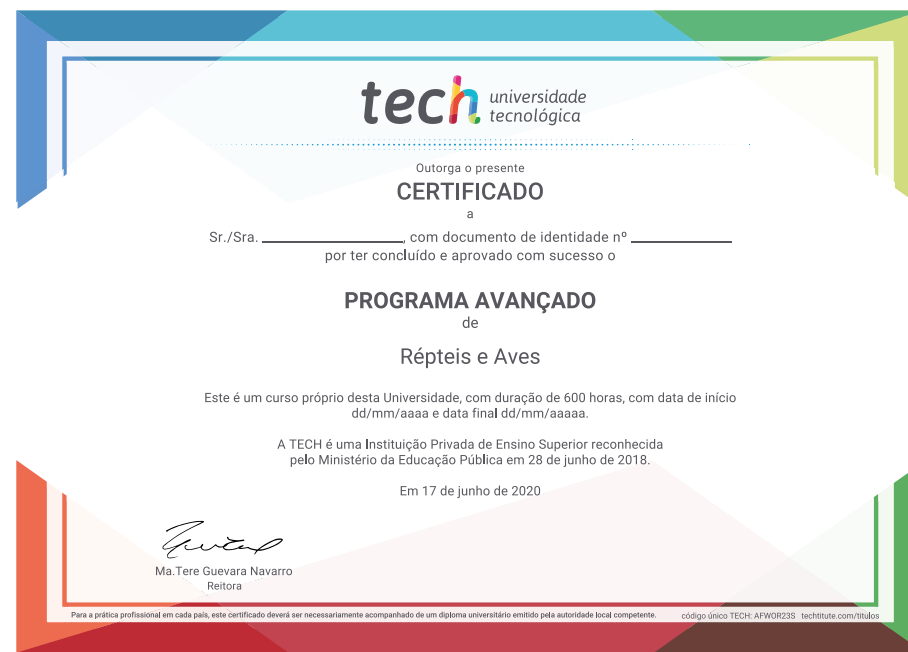 tech universidade
tecnológica
Outorga o presente
CERTIFICADO
a
Sr./Sra. ____________, com documento de identidade nº ____________
por ter concluído e aprovado com sucesso o
PROGRAMA AVANÇADO
de
Répteis e Aves
Este é um curso próprio desta Universidade, com duração de 600 horas, com data de início
dd/mm/aaaa e data final dd/mm/aaaaa.
A TECH é uma Instituição Privada de Ensino Superior reconhecida
pelo Ministério da Educação Pública em 28 de junho de 2018.
Em 17 de junho de 2020
Ma.Tere Guevara Navarro
Reitora
Para a prática profissional em cada país, este certificado deverá ser necessariamente acompanhado de um diploma universitário emitido pela autoridade local competente. código único TECH: AFWOR23S techtitute.com/titulos